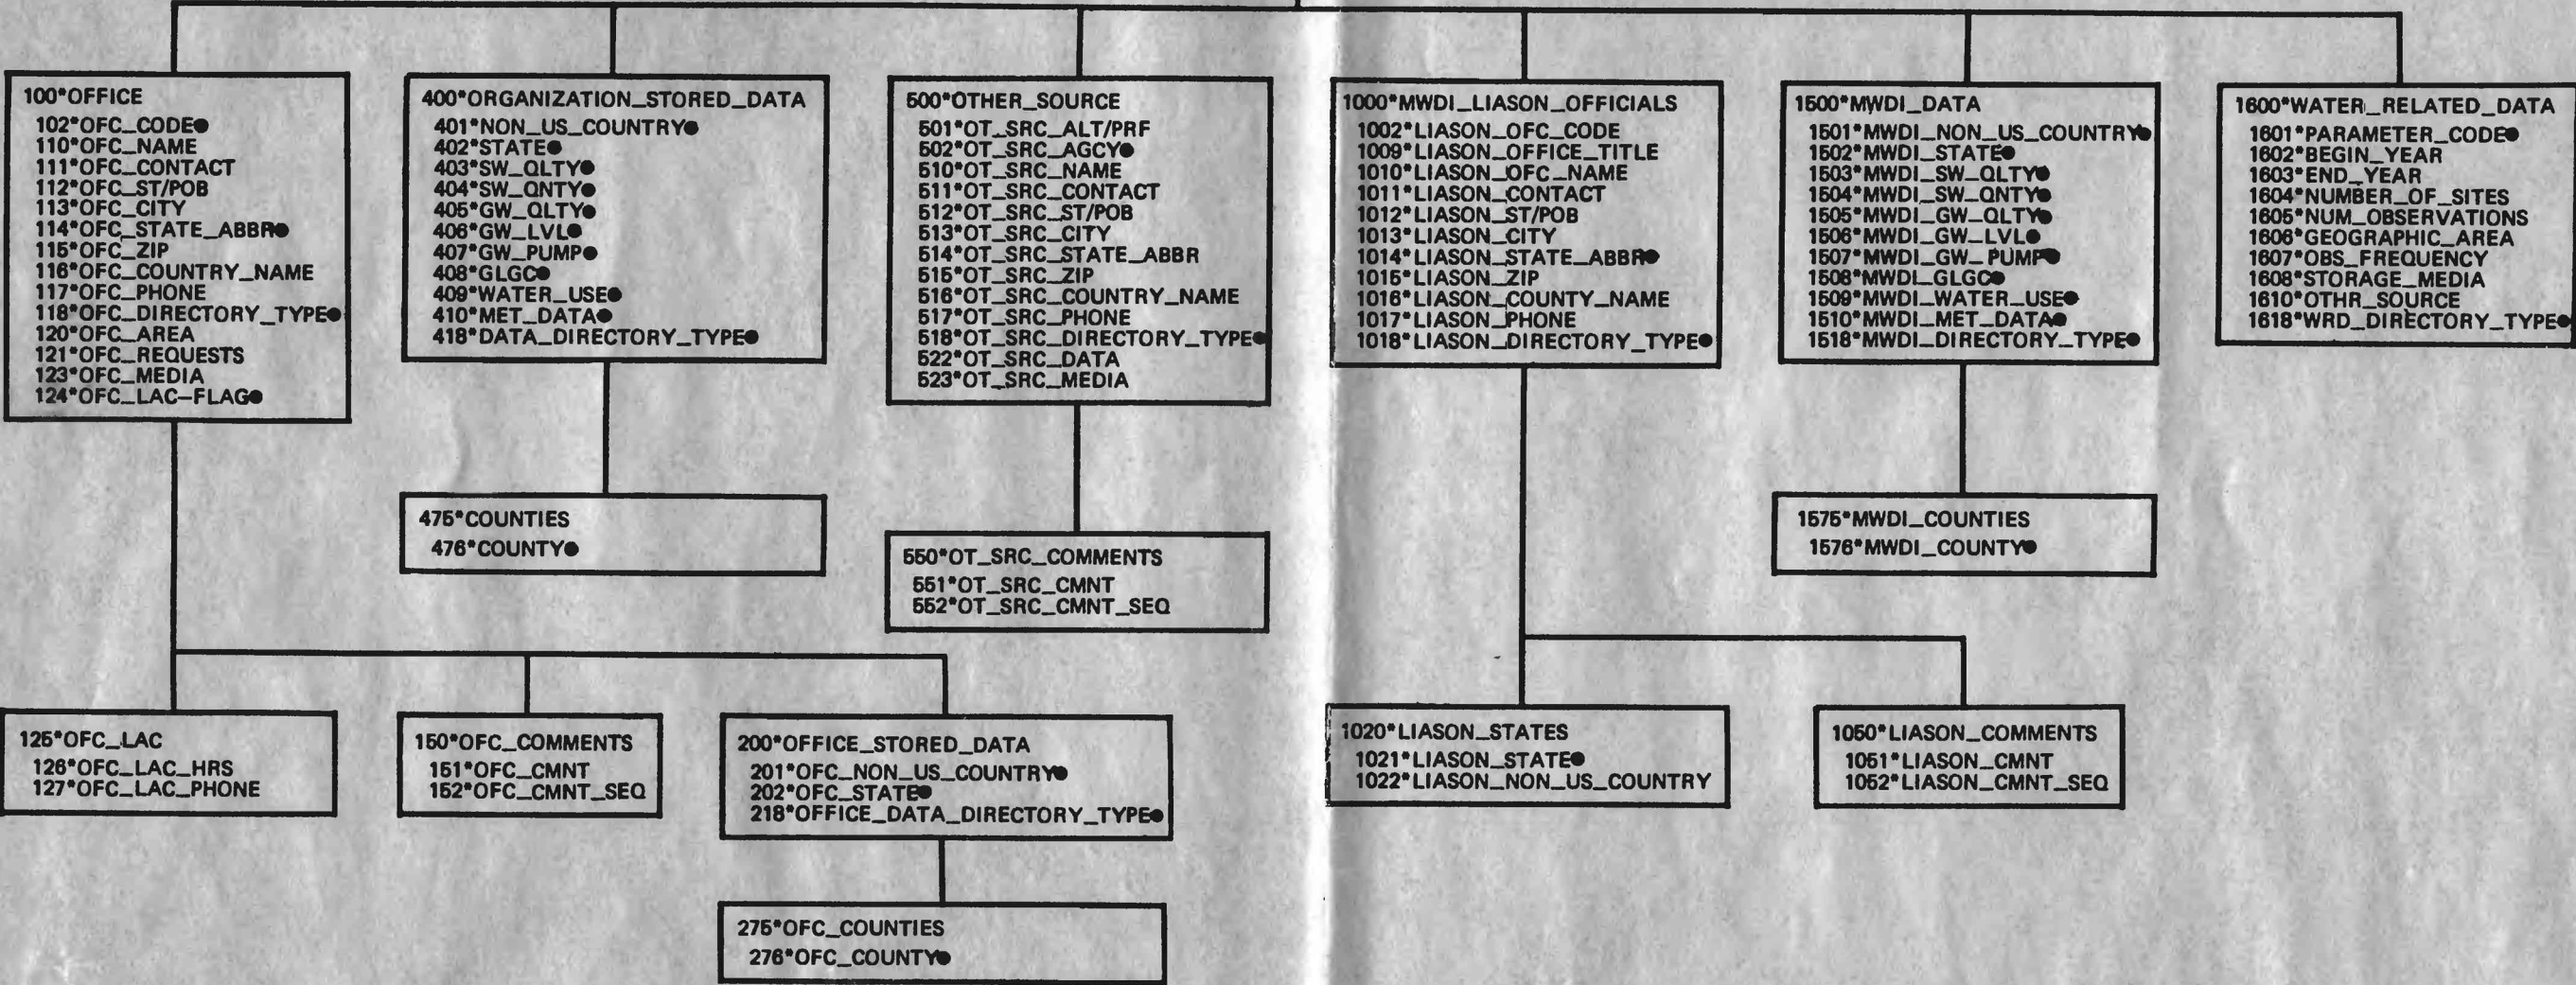 100*OFFICE
102*OFC_CODE●
110*OFC_NAME
111*OFC_CONTACT
112*OFC_ST/POB
113*OFC_CITY
114*OFC_STATE_ABBR●
115*OFC_ZIP
116*OFC_COUNTRY_NAME
117*OFC_PHONE
118*OFC_DIRECTORY_TYPE●
120*OFC_AREA
121*OFC_REQUESTS
123*OFC_MEDIA
124*OFC_LAC-FLAG●
400*ORGANIZATION_STORED_DATA
401*NON_US_COUNTRY●
402*STATE●
403*SW_QLTY●
404*SW_QNTY●
405*GW_QLTY●
406*GW_LVL●
407*GW_PUMP●
408*GLGC●
409*WATER_USE●
410*MET_DATA●
418*DATA_DIRECTORY_TYPE●
500*OTHER_SOURCE
501*OT_SRC_ALT/PRF
502*OT_SRC_AGCY●
510*OT_SRC_NAME
511*OT_SRC_CONTACT
512*OT_SRC_ST/POB
513*OT_SRC_CITY
514*OT_SRC_STATE_ABBR
515*OT_SRC_ZIP
516*OT_SRC_COUNTRY_NAME
517*OT_SRC_PHONE
518*OT_SRC_DIRECTORY_TYPE●
522*OT_SRC_DATA
523*OT_SRC_MEDIA
1000*MWDI_LIASON_OFFICIALS
1002*LIASON_OFC_CODE
1009*LIASON_OFFICE_TITLE
1010*LIASON_OFC_NAME
1011*LIASON_CONTACT
1012*LIASON_ST/POB
1013*LIASON_CITY
1014*LIASON_STATE_ABBR●
1015*LIASON_ZIP
1016*LIASON_COUNTY_NAME
1017*LIASON_PHONE
1018*LIASON_DIRECTORY_TYPE●
1500*MWDI_DATA
1501*MWDI_NON_US_COUNTRY●
1502*MWDI_STATE●
1503*MWDI_SW_QLTY●
1504*MWDI_SW_QNTY●
1505*MWDI_GW_QLTY●
1506*MWDI_GW_LVL●
1507*MWDI_GW_PUMP●
1508*MWDI_GLGC●
1509*MWDI_WATER_USE●
1510*MWDI_MET_DATA●
1518*MWDI_DIRECTORY_TYPE●
1600*WATER_RELATED_DATA
1601*PARAMETER_CODE●
1602*BEGIN_YEAR
1603*END_YEAR
1604*NUMBER_OF_SITES
1605*NUM_OBSERVATIONS
1606*GEOGRAPHIC_AREA
1607*OBS_FREQUENCY
1608*STORAGE_MEDIA
1610*OTHR_SOURCE
1618*WRD_DIRECTORY_TYPE●
475*COUNTIES
476*COUNTY●
550*OT_SRC_COMMENTS
551*OT_SRC_CMNT
552*OT_SRC_CMNT_SEQ
1575*MWDI_COUNTIES
1576*MWDI_COUNTY●
125*OFC_LAC
126*OFC_LAC_HRS
127*OFC_LAC_PHONE
150*OFC_COMMENTS
151*OFC_CMNT
152*OFC_CMNT_SEQ
200*OFFICE_STORED_DATA
201*OFC_NON_US_COUNTRY●
202*OFC_STATE●
218*OFFICE_DATA_DIRECTORY_TYPE●
1020*LIASON_STATES
1021*LIASON_STATE●
1022*LIASON_NON_US_COUNTRY
1050*LIASON_COMMENTS
1051*LIASON_CMNT
1052*LIASON_CMNT_SEQ
275*OFC_COUNTIES
276*OFC_COUNTY●